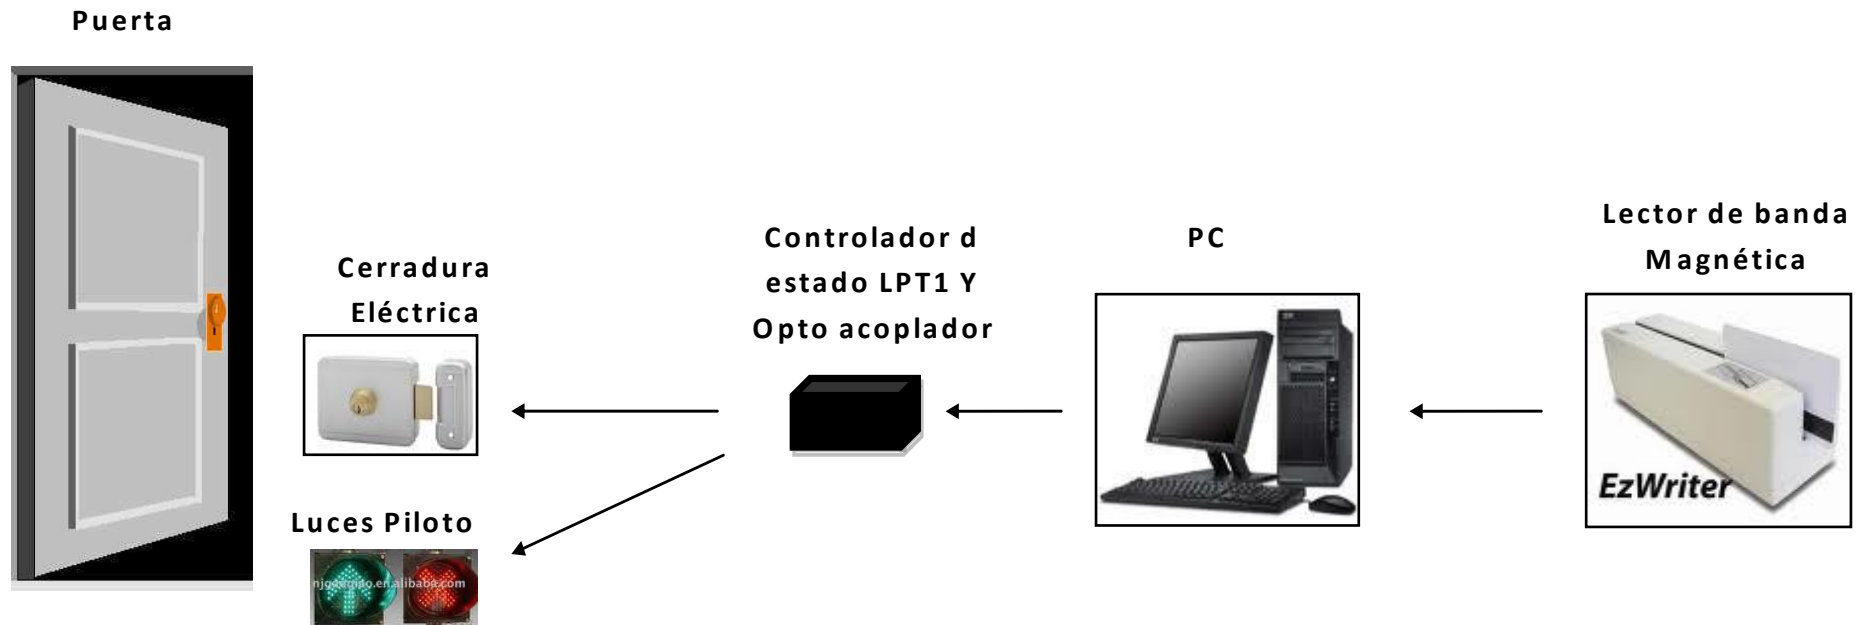 Puerta
Cerradura
Eléctrica
Luces Piloto
Controlador d
estado LPT1 Y
Opto acoplador
PC
Lector de banda
Magnética
EzWriter